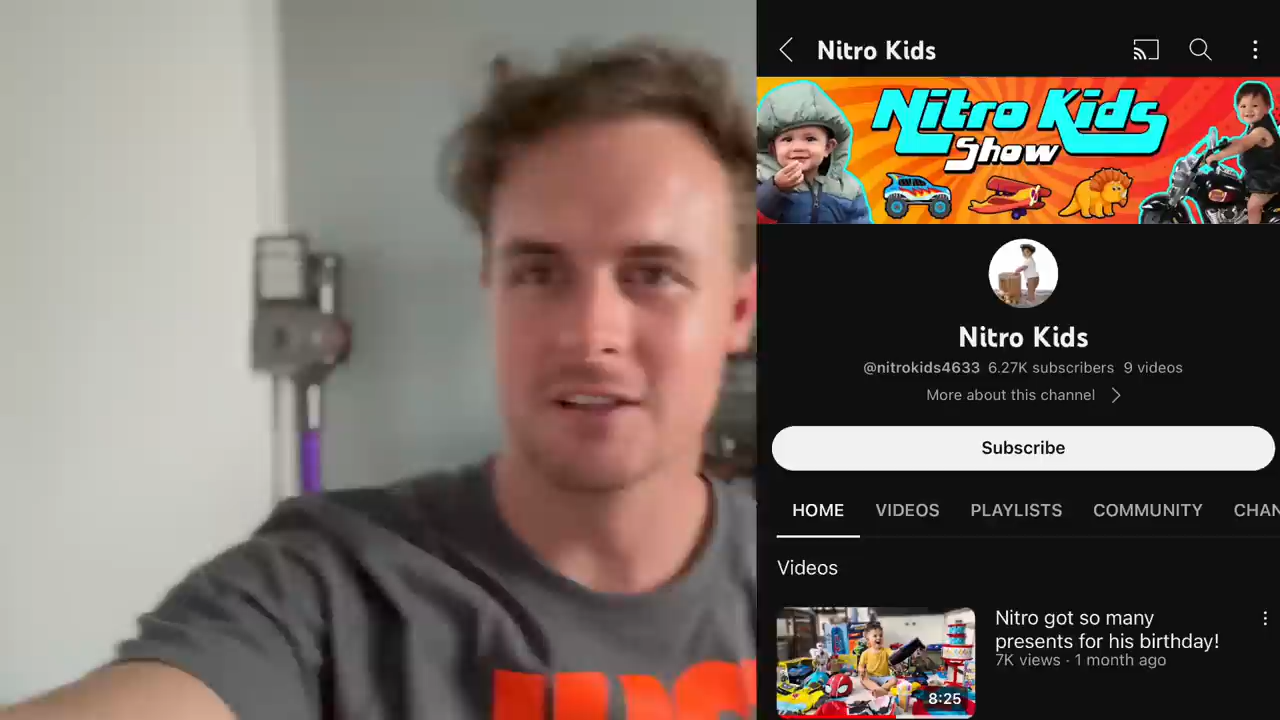 Nitro Kids
Nitro Kids
Show
Nitro Kids
@nitrokids4633 6.27K subscribers 9 videos
More about this channel
Subscribe
HOME VIDEOS PLAYLISTS COMMUNITY CHAN
Videos
Nitro got so many
presents for his birthday!
7K views · 1 month ago
8:25